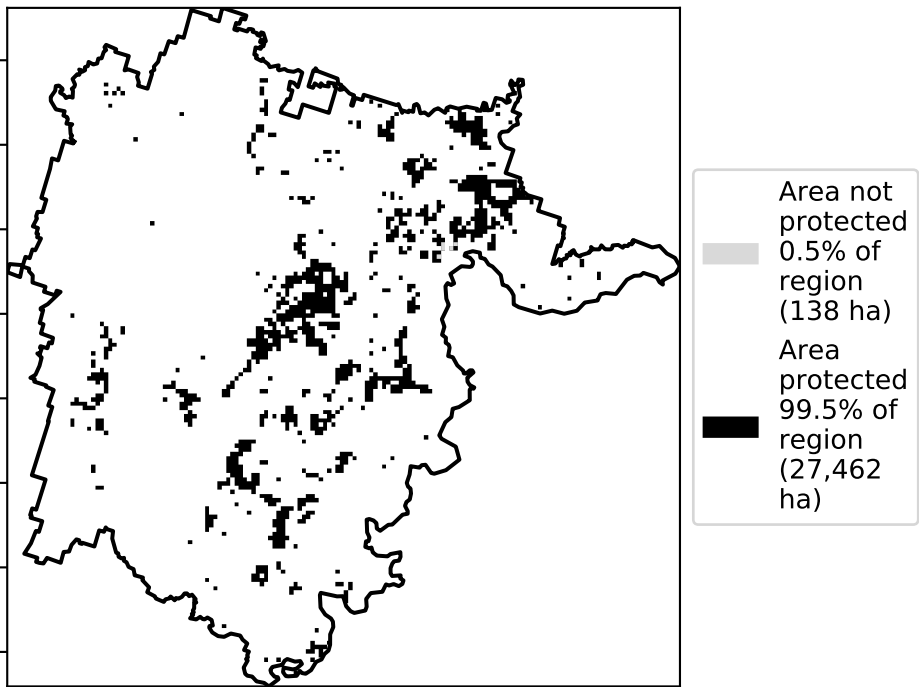 Area not
protected
0.5% of
region
(138 ha)
Area
protected
99.5% of
region
(27,462
ha)